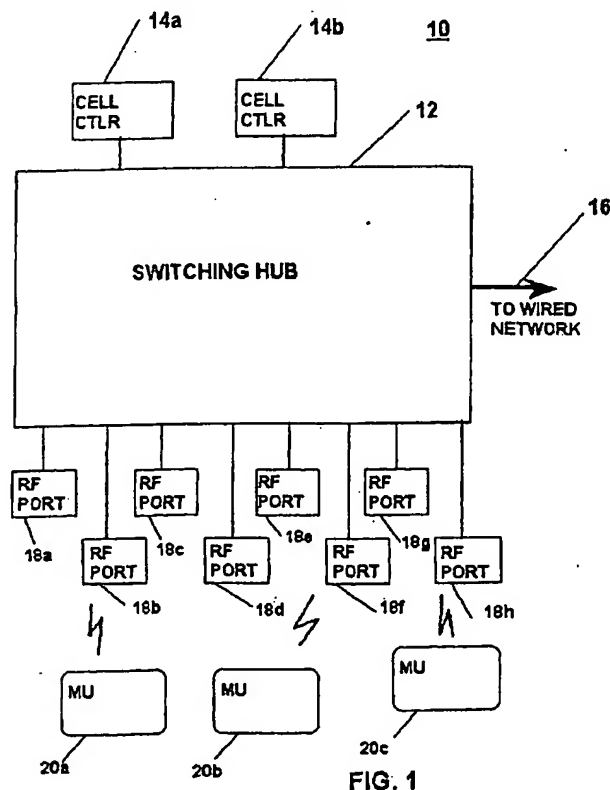 14a
14b
10
CELL
CTLR
CELL
CTLR
12
16
SWITCHING HUB
TO WIRED
NETWORK
RF
PORT
RF
PORT
RF
PORT
RF
PORT
18a
18c
18e
18g
RF
PORT
RF
PORT
RF
PORT
RF
PORT
18b
18d
18f
18h
MU
MU
MU
20a
20b
20c
FIG. 1